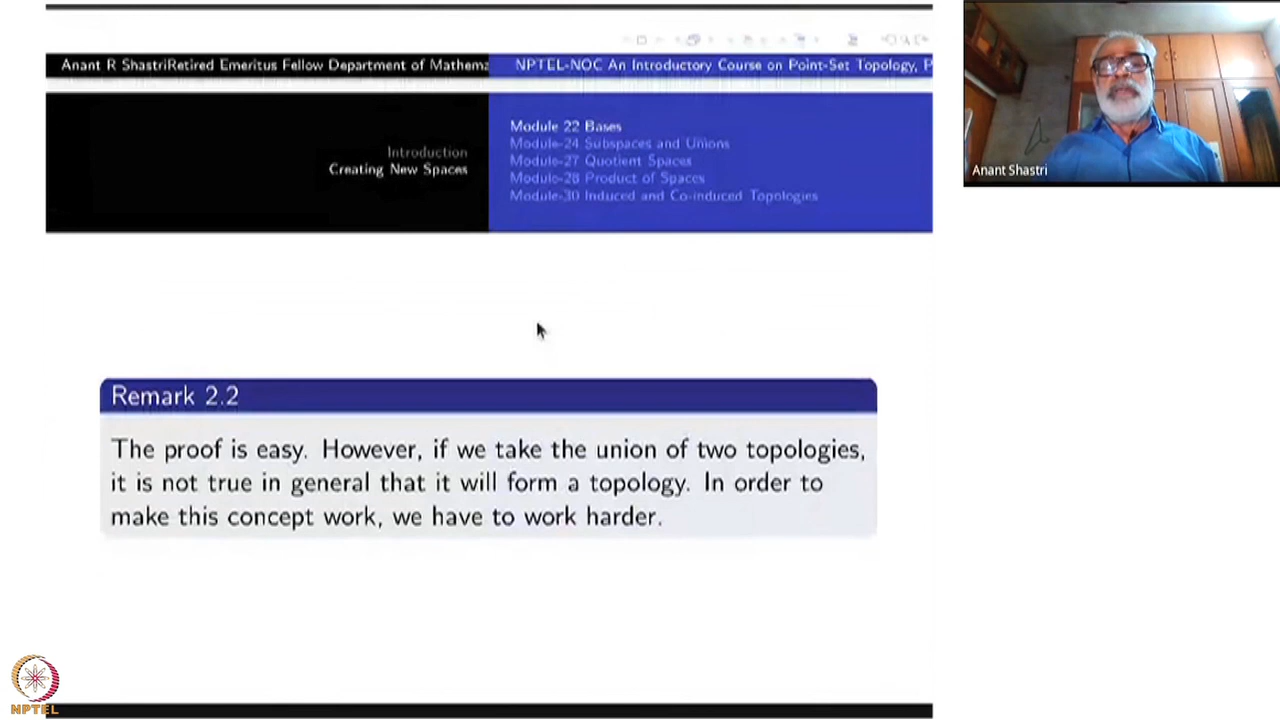 Anant R ShastriRetired Emeritus Fellow Department of Mathema
NPTEL-NOC An Introductory Course on Point-Set Topology, P
Introduction
Creating New Spaces
Module 22 Bases
Module-24 Subspaces and Unions
Module-27 Quotient Spaces
Module-28 Product of Spaces
Module-30 Induced and Co-induced Topologies
Anant Shastri
Remark 2.2
The proof is easy. However, if we take the union of two topologies,
it is not true in general that it will form a topology. In order to
make this concept work, we have to work harder.
NPTEL